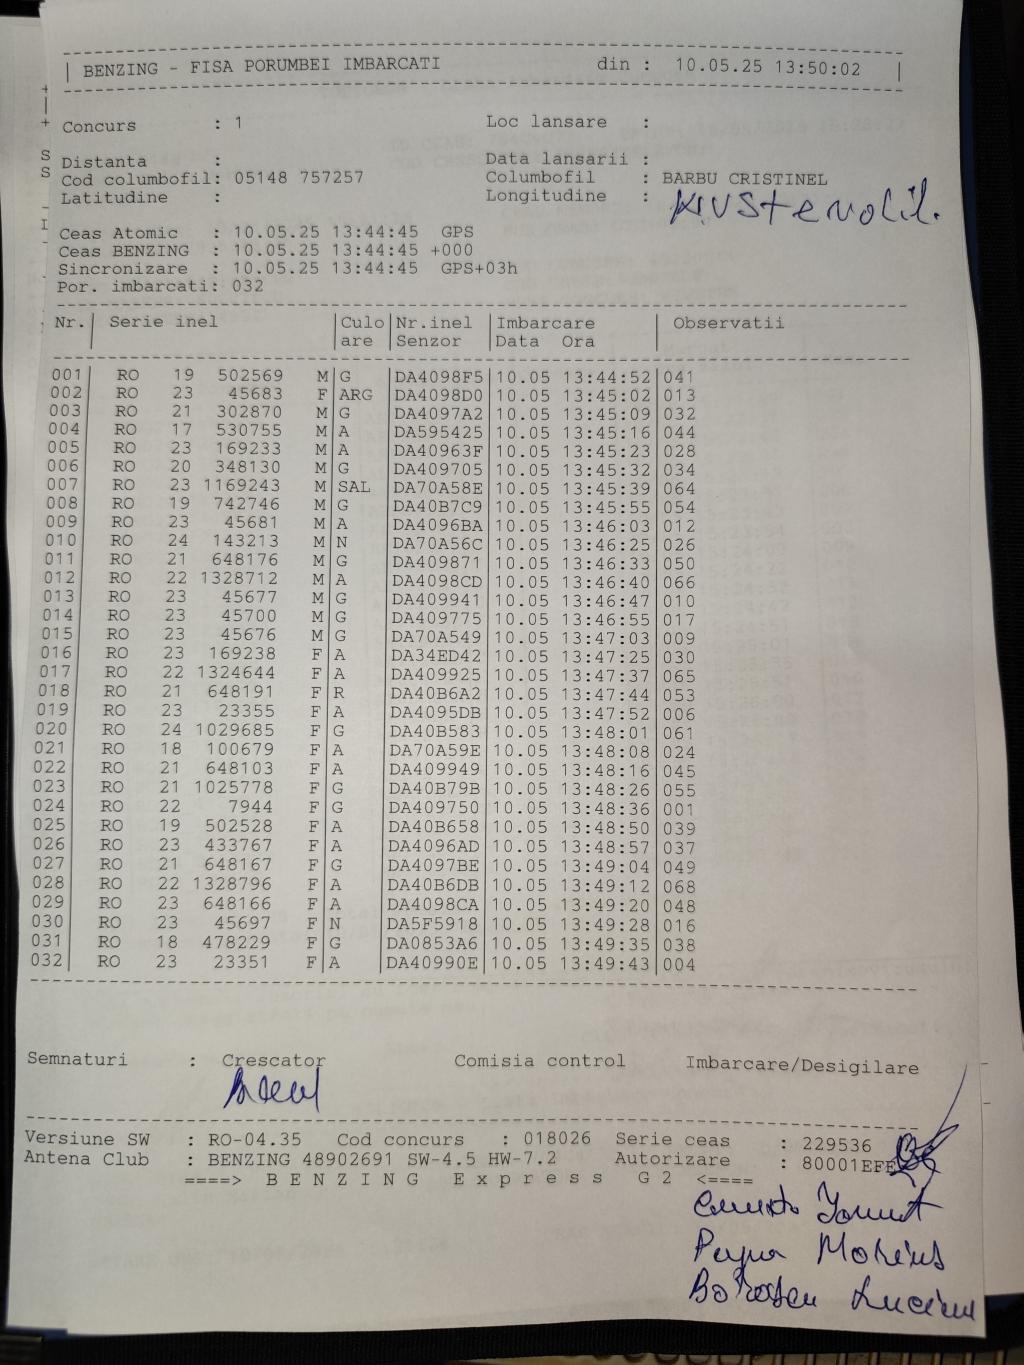 BENZING - FISA PORUMBEI IMBARCATI din : 10.05.25 13:50:02
Concurs : 1 Loc lansare :
Distanta : Data lansarii :
Cod columbofil: 05148 757257 Columbofil : BARBU CRISTINEL
Latitudine : Longitudine :
Ceas Atomic : 10.05.25 13:44:45 GPS
Ceas BENZING : 10.05.25 13:44:45 +000
Sincronizare : 10.05.25 13:44:45 GPS+03h
Por. imbarcati: 032
Nr. | Serie inel | Culo | Nr.inel | Imbarcare | Observatii
are | Senzor | Data Ora
001 | RO 19 502569 M | G | DA4098F5 | 10.05 13:44:52 | 041
002 | RO 23 45683 F | ARG | DA4098D0 | 10.05 13:45:02 | 013
003 | RO 21 302870 M | G | DA4097A2 | 10.05 13:45:09 | 032
004 | RO 17 530755 M | A | DA595425 | 10.05 13:45:16 | 044
005 | RO 23 169233 M | A | DA40963F | 10.05 13:45:23 | 028
006 | RO 20 348130 M | G | DA409705 | 10.05 13:45:32 | 034
007 | RO 23 1169243 M | SAL | DA70A58E | 10.05 13:45:39 | 064
008 | RO 19 742746 M | G | DA40B7C9 | 10.05 13:45:55 | 054
009 | RO 23 45681 M | A | DA4096BA | 10.05 13:46:03 | 012
010 | RO 24 143213 M | N | DA70A56C | 10.05 13:46:25 | 026
011 | RO 21 648176 M | G | DA409871 | 10.05 13:46:33 | 050
012 | RO 22 1328712 M | A | DA4098CD | 10.05 13:46:40 | 066
013 | RO 23 45677 M | G | DA409941 | 10.05 13:46:47 | 010
014 | RO 23 45700 M | G | DA409775 | 10.05 13:46:55 | 017
015 | RO 23 45676 M | G | DA70A549 | 10.05 13:47:03 | 009
016 | RO 23 169238 F | A | DA34ED42 | 10.05 13:47:25 | 030
017 | RO 22 1324644 F | A | DA409925 | 10.05 13:47:37 | 065
018 | RO 21 648191 F | R | DA40B6A2 | 10.05 13:47:44 | 053
019 | RO 23 23355 F | A | DA4095DB | 10.05 13:47:52 | 006
020 | RO 24 1029685 F | G | DA40B583 | 10.05 13:48:01 | 061
021 | RO 18 100679 F | A | DA70A59E | 10.05 13:48:08 | 024
022 | RO 21 648103 F | A | DA409949 | 10.05 13:48:16 | 045
023 | RO 21 1025778 F | G | DA40B79B | 10.05 13:48:26 | 055
024 | RO 22 7944 F | G | DA409750 | 10.05 13:48:36 | 001
025 | RO 19 502528 F | A | DA40B658 | 10.05 13:48:50 | 039
026 | RO 23 433767 F | A | DA4096AD | 10.05 13:48:57 | 037
027 | RO 21 648167 F | G | DA4097BE | 10.05 13:49:04 | 049
028 | RO 22 1328796 F | A | DA40B6DB | 10.05 13:49:12 | 068
029 | RO 23 648166 F | A | DA4098CA | 10.05 13:49:20 | 048
030 | RO 23 45697 F | N | DA5F5918 | 10.05 13:49:28 | 016
031 | RO 18 478229 F | G | DA0853A6 | 10.05 13:49:35 | 038
032 | RO 23 23351 F | A | DA40990E | 10.05 13:49:43 | 004
Semnaturi : Crescator Comisia control Imbarcare/Desigilare
Versiune SW : RO-04.35 Cod concurs : 018026 Serie ceas : 229536
Antena Club : BENZING 48902691 SW-4.5 HW-7.2 Autorizare : 80001EFE
====> B E N Z I N G E x p r e s s G 2 <====